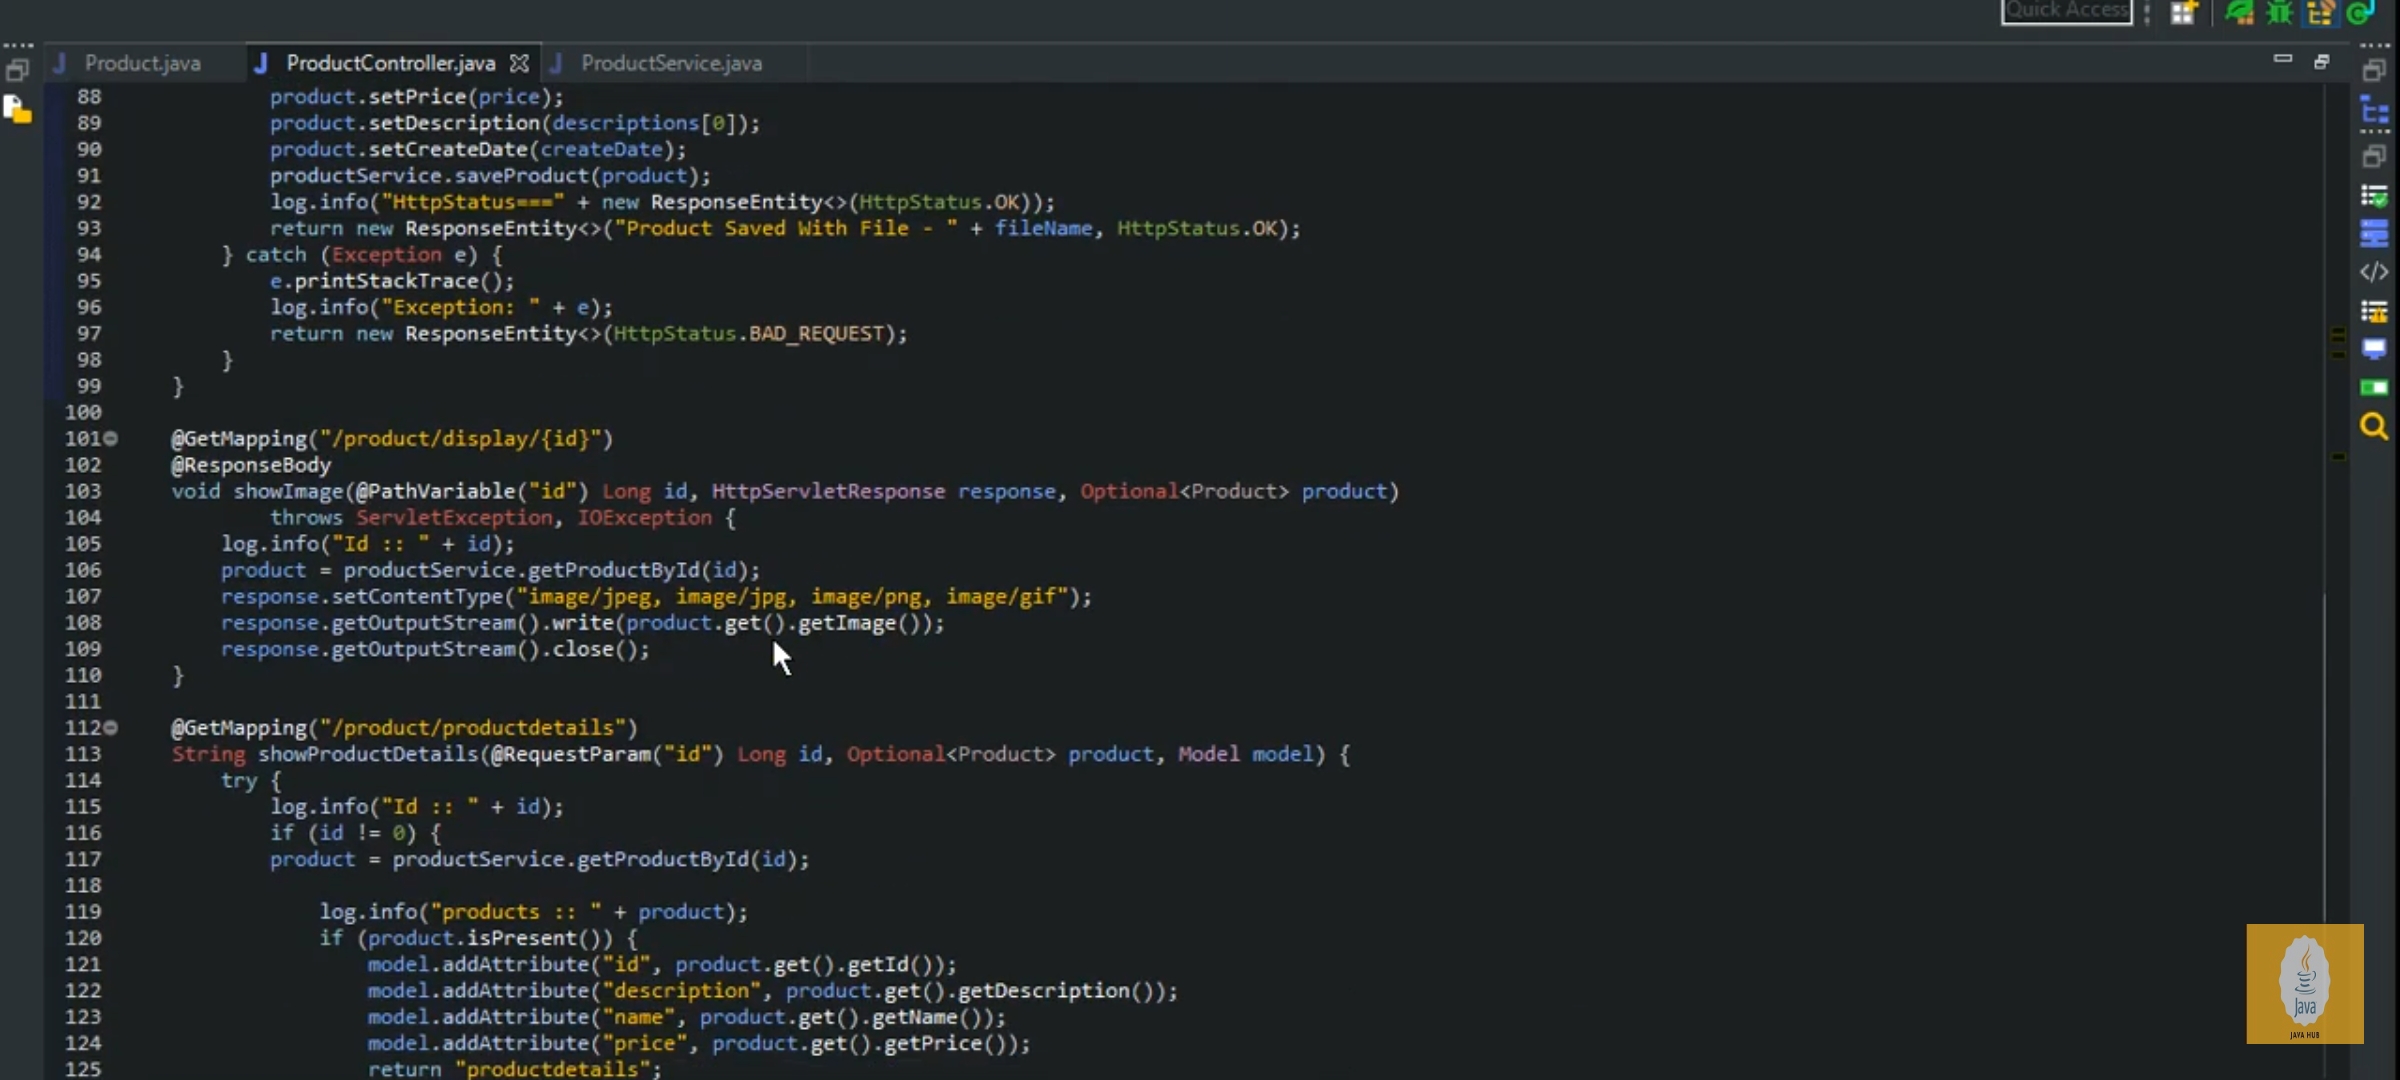 Quick Access
Product.java
ProductController.java
ProductService.java
88 product.setPrice(price);
89 product.setDescription(descriptions[0]);
90 product.setCreateDate(createDate);
91 productService.saveProduct(product);
92 log.info("HttpStatus===" + new ResponseEntity<>(HttpStatus.OK));
93 return new ResponseEntity<>("Product Saved With File - " + fileName, HttpStatus.OK);
94 } catch (Exception e) {
95 e.printStackTrace();
96 log.info("Exception: " + e);
97 return new ResponseEntity<>(HttpStatus.BAD_REQUEST);
98 }
99 }
100
101 @GetMapping("/product/display/{id}")
102 @ResponseBody
103 void showImage(@PathVariable("id") Long id, HttpServletResponse response, Optional<Product> product)
104 throws ServletException, IOException {
105 log.info("Id :: " + id);
106 product = productService.getProductById(id);
107 response.setContentType("image/jpeg, image/jpg, image/png, image/gif");
108 response.getOutputStream().write(product.get().getImage());
109 response.getOutputStream().close();
110 }
111
112 @GetMapping("/product/productdetails")
113 String showProductDetails(@RequestParam("id") Long id, Optional<Product> product, Model model) {
114 try {
115 log.info("Id :: " + id);
116 if (id != 0) {
117 product = productService.getProductById(id);
118
119 log.info("products :: " + product);
120 if (product.isPresent()) {
121 model.addAttribute("id", product.get().getId());
122 model.addAttribute("description", product.get().getDescription());
123 model.addAttribute("name", product.get().getName());
124 model.addAttribute("price", product.get().getPrice());
125 return "productdetails";
Java
JAVA HUB